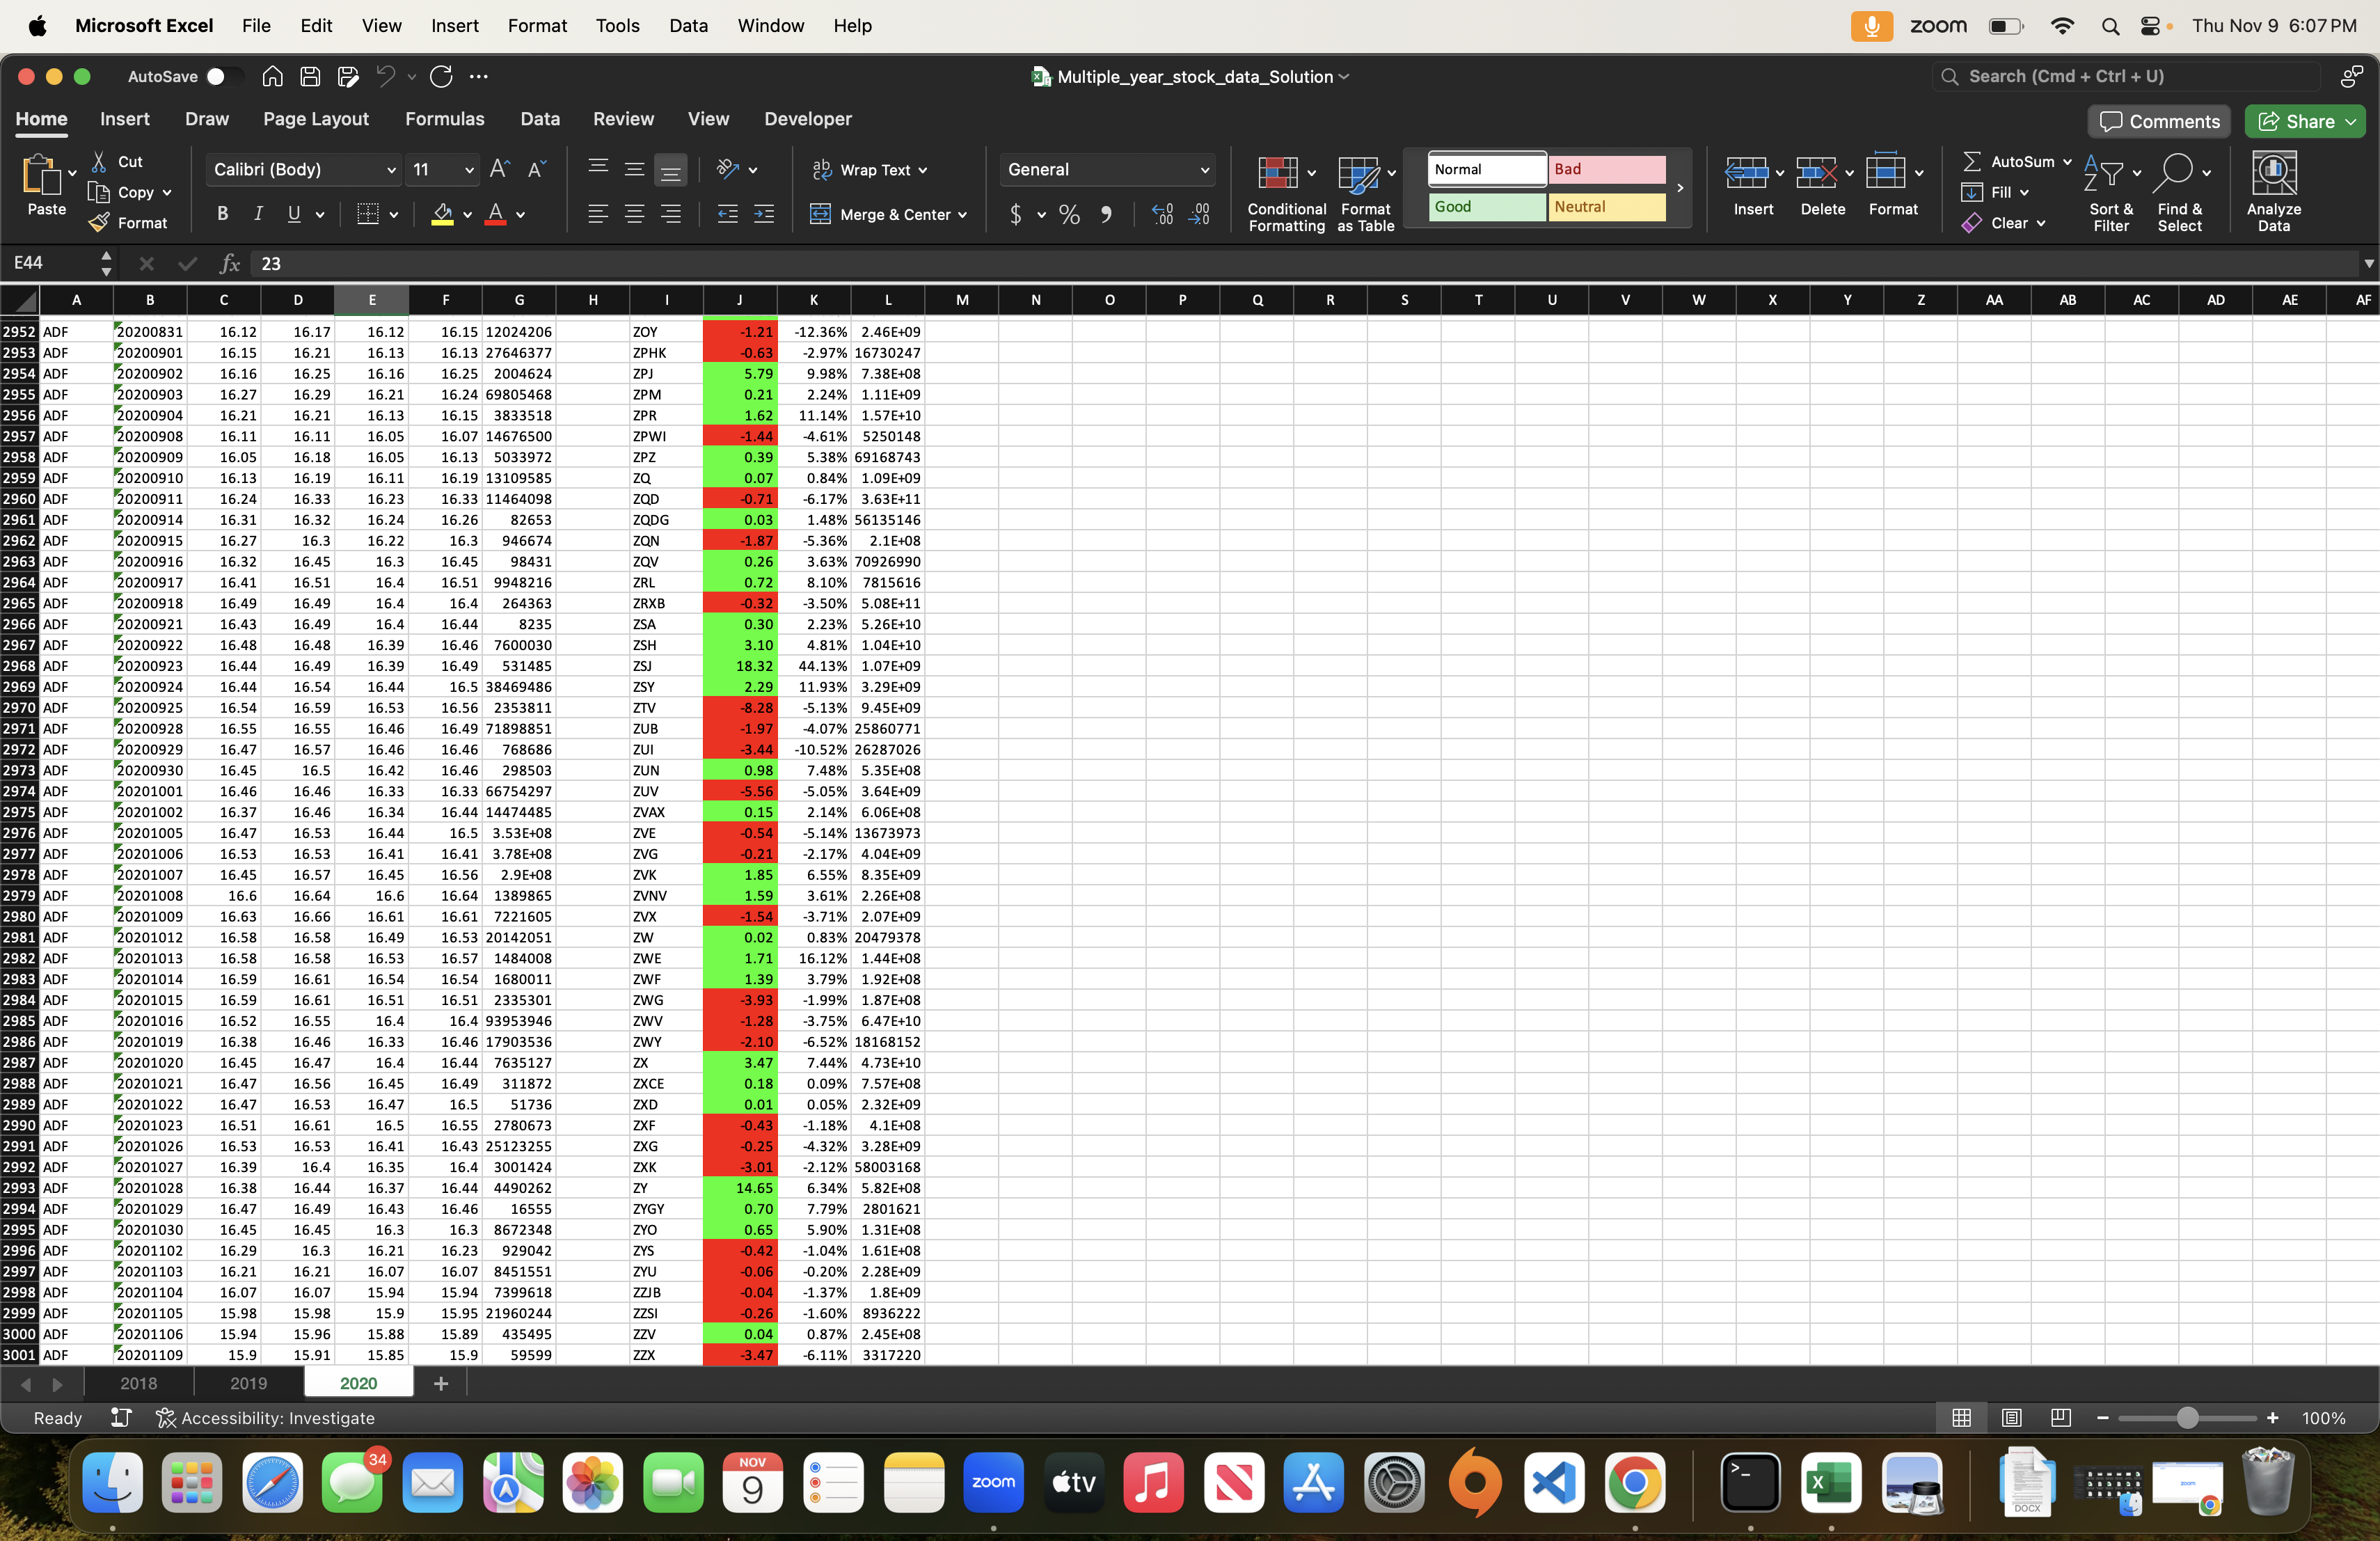 Microsoft Excel File Edit View Insert Format Tools Data Window Help zoom Thu Nov 9 6:07 PM
AutoSave Multiple_year_stock_data_Solution Search (Cmd + Ctrl + U)
Home Insert Draw Page Layout Formulas Data Review View Developer Comments Share
Paste Cut Copy Format Calibri (Body) 11 Wrap Text Merge & Center General Conditional Formatting Format as Table Normal Bad Good Neutral Insert Delete Format AutoSum Fill Clear Sort & Filter Find & Select Analyze Data
E44 fx 23
A B C D E F G H I J K L M N O P Q R S T U V W X Y Z AA AB AC AD AE AF
2952 ADF 20200831 16.12 16.17 16.12 16.15 12024206 ZOY -1.21 -12.36% 2.46E+09
2953 ADF 20200901 16.15 16.21 16.13 16.13 27646377 ZPHK -0.63 -2.97% 16730247
2954 ADF 20200902 16.16 16.25 16.16 16.25 2004624 ZPJ 5.79 9.98% 7.38E+08
2955 ADF 20200903 16.27 16.29 16.21 16.24 69805468 ZPM 0.21 2.24% 1.11E+09
2956 ADF 20200904 16.21 16.21 16.13 16.15 3833518 ZPR 1.62 11.14% 1.57E+10
2957 ADF 20200908 16.11 16.11 16.05 16.07 14676500 ZPWI -1.44 -4.61% 5250148
2958 ADF 20200909 16.05 16.18 16.05 16.13 5033972 ZPZ 0.39 5.38% 69168743
2959 ADF 20200910 16.13 16.19 16.11 16.19 13109585 ZQ 0.07 0.84% 1.09E+09
2960 ADF 20200911 16.24 16.33 16.23 16.33 11464098 ZQD -0.71 -6.17% 3.63E+11
2961 ADF 20200914 16.31 16.32 16.24 16.26 82653 ZQDG 0.03 1.48% 56135146
2962 ADF 20200915 16.27 16.3 16.22 16.3 946674 ZQN -1.87 -5.36% 2.1E+08
2963 ADF 20200916 16.32 16.45 16.3 16.45 98431 ZQV 0.26 3.63% 70926990
2964 ADF 20200917 16.41 16.51 16.4 16.51 9948216 ZRL 0.72 8.10% 7815616
2965 ADF 20200918 16.49 16.49 16.4 16.4 264363 ZRXB -0.32 -3.50% 5.08E+11
2966 ADF 20200921 16.43 16.49 16.4 16.44 8235 ZSA 0.30 2.23% 5.26E+10
2967 ADF 20200922 16.48 16.48 16.39 16.46 7600030 ZSH 3.10 4.81% 1.04E+10
2968 ADF 20200923 16.44 16.49 16.39 16.49 531485 ZSJ 18.32 44.13% 1.07E+09
2969 ADF 20200924 16.44 16.54 16.44 16.5 38469486 ZSY 2.29 11.93% 3.29E+09
2970 ADF 20200925 16.54 16.59 16.53 16.56 2353811 ZTV -8.28 -5.13% 9.45E+09
2971 ADF 20200928 16.55 16.55 16.46 16.49 71898851 ZUB -1.97 -4.07% 25860771
2972 ADF 20200929 16.47 16.57 16.46 16.46 768686 ZUI -3.44 -10.52% 26287026
2973 ADF 20200930 16.45 16.5 16.42 16.46 298503 ZUN 0.98 7.48% 5.35E+08
2974 ADF 20201001 16.46 16.46 16.33 16.33 66754297 ZUV -5.56 -5.05% 3.64E+09
2975 ADF 20201002 16.37 16.46 16.34 16.44 14474485 ZVAX 0.15 2.14% 6.06E+08
2976 ADF 20201005 16.47 16.53 16.44 16.5 3.53E+08 ZVE -0.54 -5.14% 13673973
2977 ADF 20201006 16.53 16.53 16.41 16.41 3.78E+08 ZVG -0.21 -2.17% 4.04E+09
2978 ADF 20201007 16.45 16.57 16.45 16.56 2.9E+08 ZVK 1.85 6.55% 8.35E+09
2979 ADF 20201008 16.6 16.64 16.6 16.64 1389865 ZVNV 1.59 3.61% 2.26E+08
2980 ADF 20201009 16.63 16.66 16.61 16.61 7221605 ZVX -1.54 -3.71% 2.07E+09
2981 ADF 20201012 16.58 16.58 16.49 16.53 20142051 ZW 0.02 0.83% 20479378
2982 ADF 20201013 16.58 16.58 16.53 16.57 1484008 ZWE 1.71 16.12% 1.44E+08
2983 ADF 20201014 16.59 16.61 16.54 16.54 1680011 ZWF 1.39 3.79% 1.92E+08
2984 ADF 20201015 16.59 16.61 16.51 16.51 2335301 ZWG -3.93 -1.99% 1.87E+08
2985 ADF 20201016 16.52 16.55 16.4 16.4 93953946 ZWV -1.28 -3.75% 6.47E+10
2986 ADF 20201019 16.38 16.46 16.33 16.46 17903536 ZWY -2.10 -6.52% 18168152
2987 ADF 20201020 16.45 16.47 16.4 16.44 7635127 ZX 3.47 7.44% 4.73E+10
2988 ADF 20201021 16.47 16.56 16.45 16.49 311872 ZXCE 0.18 0.09% 7.57E+08
2989 ADF 20201022 16.47 16.53 16.47 16.5 51736 ZXD 0.01 0.05% 2.32E+09
2990 ADF 20201023 16.51 16.61 16.5 16.55 2780673 ZXF -0.43 -1.18% 4.1E+08
2991 ADF 20201026 16.53 16.53 16.41 16.43 25123255 ZXG -0.25 -4.32% 3.28E+09
2992 ADF 20201027 16.39 16.4 16.35 16.4 3001424 ZXK -3.01 -2.12% 58003168
2993 ADF 20201028 16.38 16.44 16.37 16.44 4490262 ZY 14.65 6.34% 5.82E+08
2994 ADF 20201029 16.47 16.49 16.43 16.46 16555 ZYGY 0.70 7.79% 2801621
2995 ADF 20201030 16.45 16.45 16.3 16.3 8672348 ZYO 0.65 5.90% 1.31E+08
2996 ADF 20201102 16.29 16.3 16.21 16.23 929042 ZYS -0.42 -1.04% 1.61E+08
2997 ADF 20201103 16.21 16.21 16.07 16.07 8451551 ZYU -0.06 -0.20% 2.28E+09
2998 ADF 20201104 16.07 16.07 15.94 15.94 7399618 ZZJB -0.04 -1.37% 1.8E+09
2999 ADF 20201105 15.98 15.98 15.9 15.95 21960244 ZZSI -0.26 -1.60% 8936222
3000 ADF 20201106 15.94 15.96 15.88 15.89 435495 ZZV 0.04 0.87% 2.45E+08
3001 ADF 20201109 15.9 15.91 15.85 15.9 59599 ZZX -3.47 -6.11% 3317220
2018 2019 2020 +
Ready Accessibility: Investigate 100%
34 NOV 9 zoom tv DOCX zoom